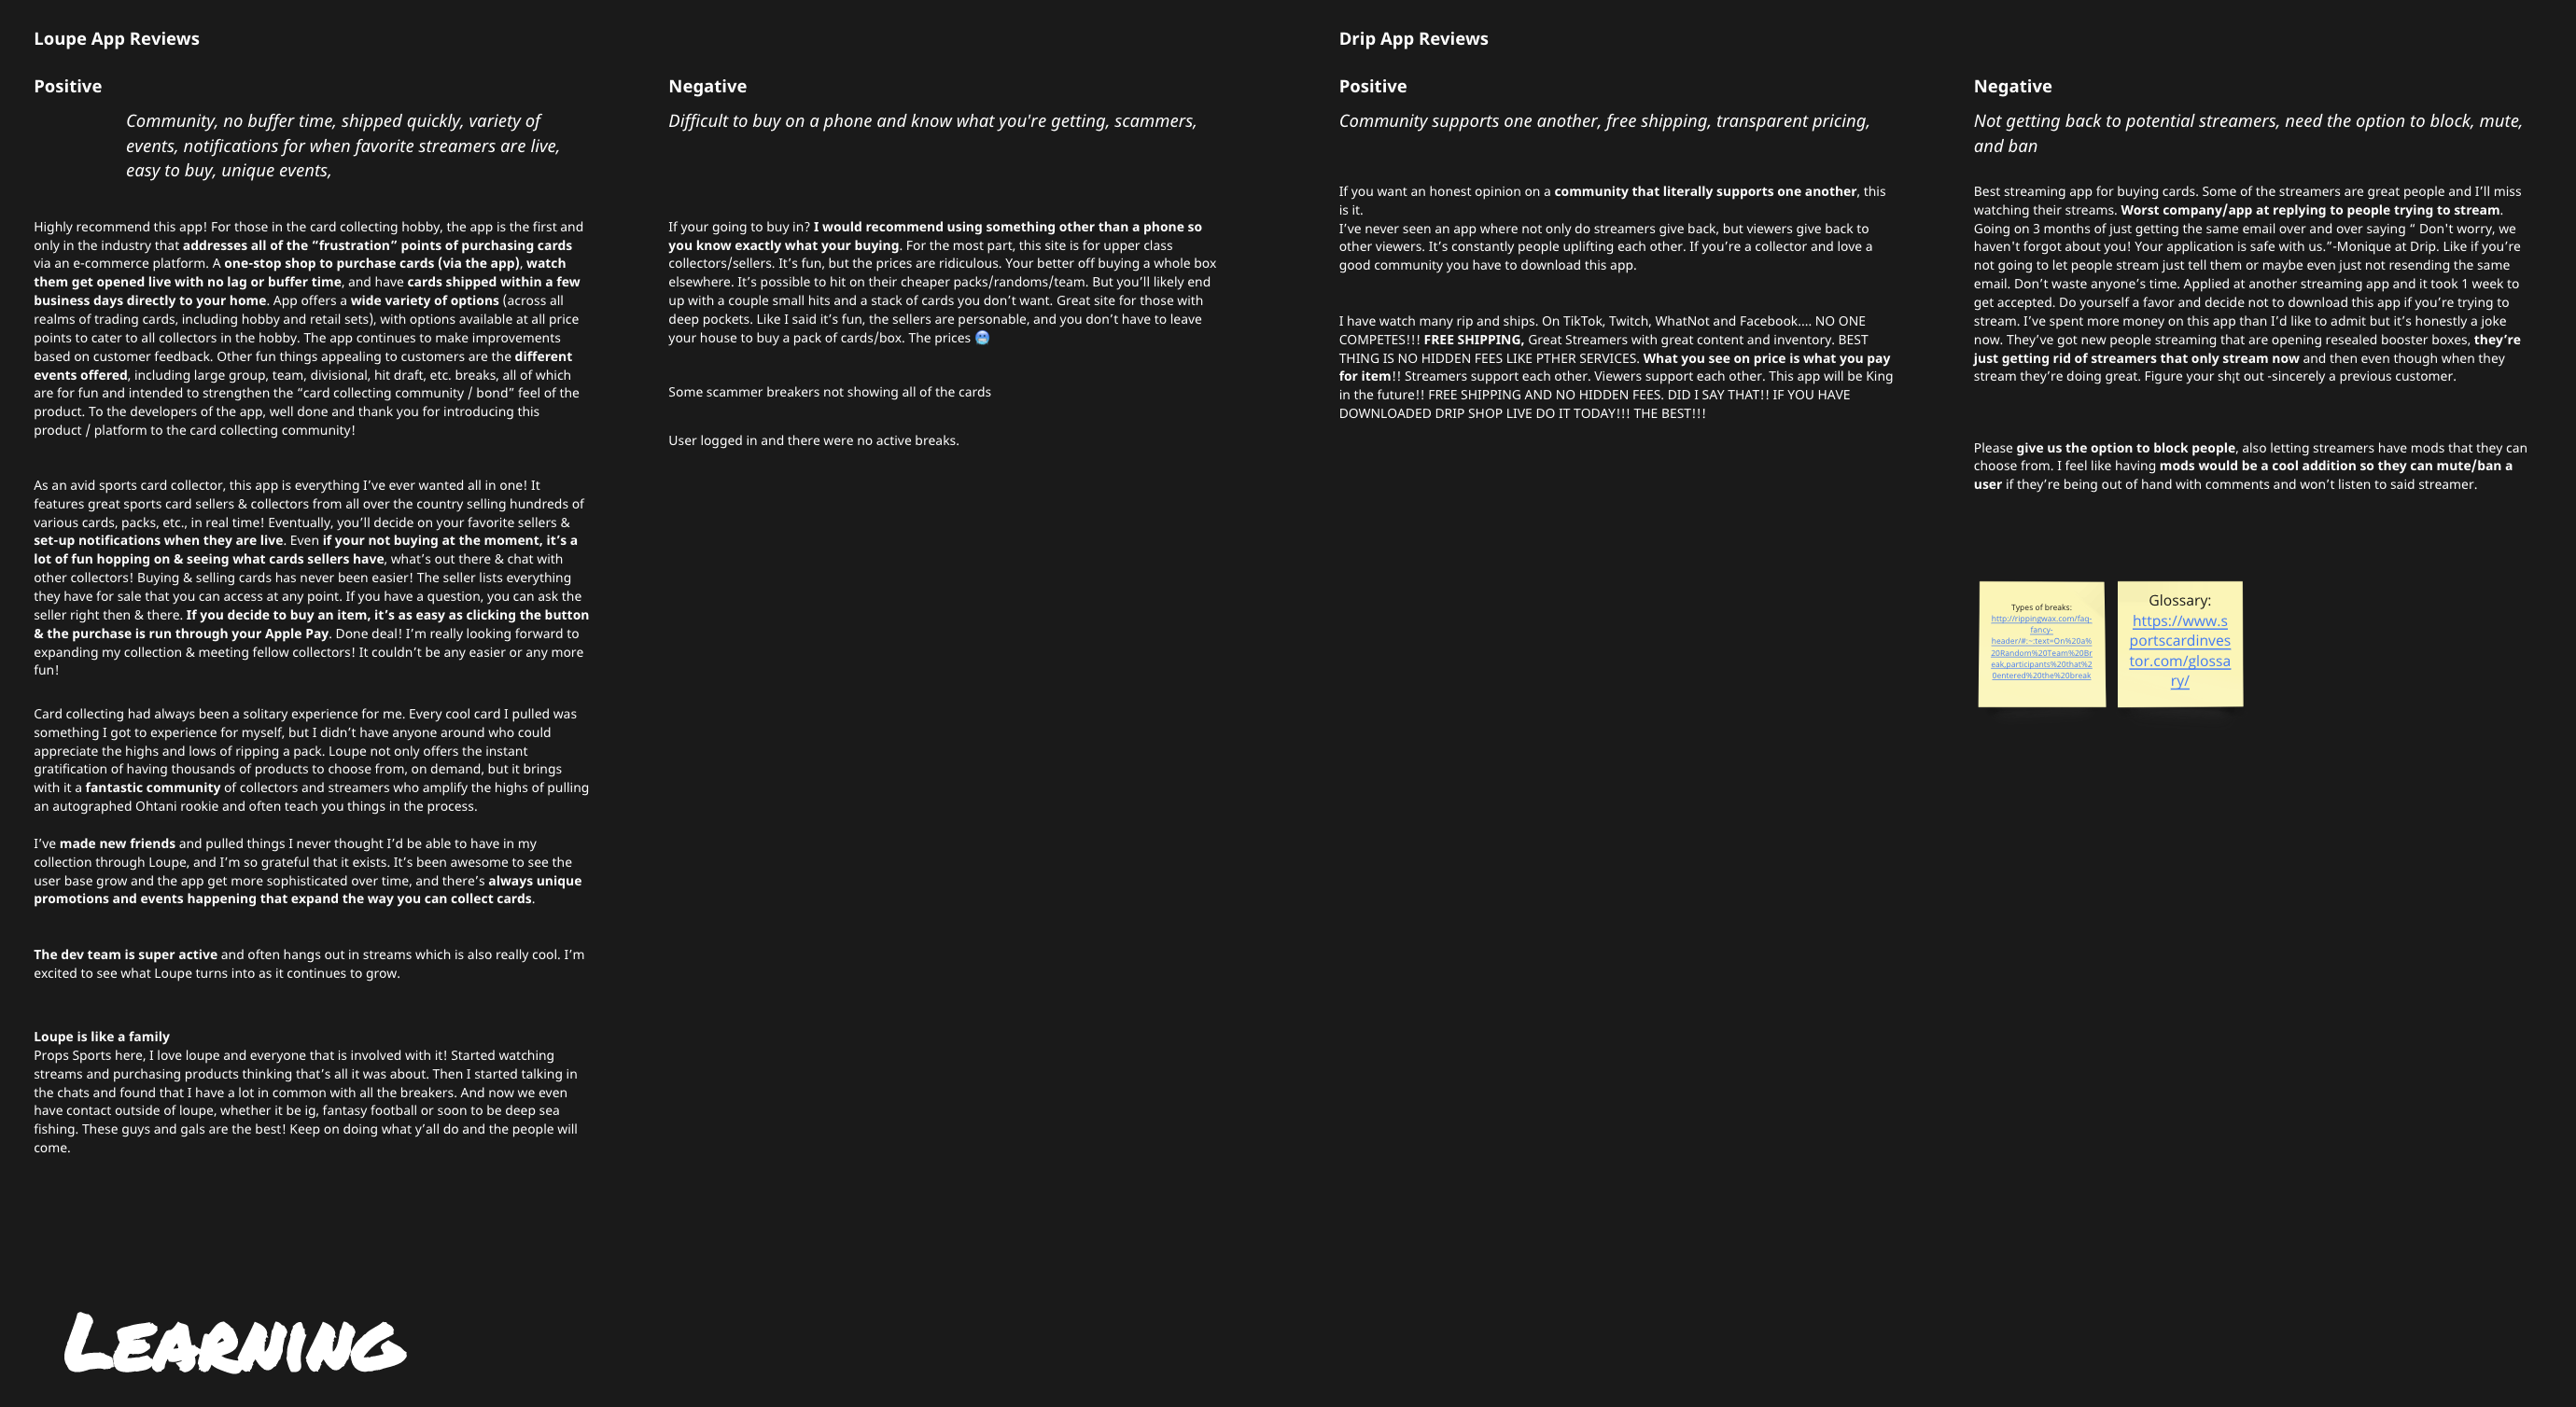 Loupe App Reviews
Positive
Community, no buffer time, shipped quickly, variety of
events, notifications for when favorite streamers are live,
easy to buy, unique events,
Highly recommend this app! For those in the card collecting hobby, the app is the first and
only in the industry that addresses all of the “frustration” points of purchasing cards
via an e-commerce platform. A one-stop shop to purchase cards (via the app), watch
them get opened live with no lag or buffer time, and have cards shipped within a few
business days directly to your home. App offers a wide variety of options (across all
realms of trading cards, including hobby and retail sets), with options available at all price
points to cater to all collectors in the hobby. The app continues to make improvements
based on customer feedback. Other fun things appealing to customers are the different
events offered, including large group, team, divisional, hit draft, etc. breaks, all of which
are for fun and intended to strengthen the “card collecting community / bond” feel of the
product. To the developers of the app, well done and thank you for introducing this
product / platform to the card collecting community!
As an avid sports card collector, this app is everything I’ve ever wanted all in one! It
features great sports card sellers & collectors from all over the country selling hundreds of
various cards, packs, etc., in real time! Eventually, you’ll decide on your favorite sellers &
set-up notifications when they are live. Even if your not buying at the moment, it’s a
lot of fun hopping on & seeing what cards sellers have, what’s out there & chat with
other collectors! Buying & selling cards has never been easier! The seller lists everything
they have for sale that you can access at any point. If you have a question, you can ask the
seller right then & there. If you decide to buy an item, it’s as easy as clicking the button
& the purchase is run through your Apple Pay. Done deal! I’m really looking forward to
expanding my collection & meeting fellow collectors! It couldn’t be any easier or any more
fun!
Card collecting had always been a solitary experience for me. Every cool card I pulled was
something I got to experience for myself, but I didn’t have anyone around who could
appreciate the highs and lows of ripping a pack. Loupe not only offers the instant
gratification of having thousands of products to choose from, on demand, but it brings
with it a fantastic community of collectors and streamers who amplify the highs of pulling
an autographed Ohtani rookie and often teach you things in the process.
I’ve made new friends and pulled things I never thought I’d be able to have in my
collection through Loupe, and I’m so grateful that it exists. It’s been awesome to see the
user base grow and the app get more sophisticated over time, and there’s always unique
promotions and events happening that expand the way you can collect cards.
The dev team is super active and often hangs out in streams which is also really cool. I’m
excited to see what Loupe turns into as it continues to grow.
Loupe is like a family
Props Sports here, I love loupe and everyone that is involved with it! Started watching
streams and purchasing products thinking that’s all it was about. Then I started talking in
the chats and found that I have a lot in common with all the breakers. And now we even
have contact outside of loupe, whether it be ig, fantasy football or soon to be deep sea
fishing. These guys and gals are the best! Keep on doing what y’all do and the people will
come.
Negative
Difficult to buy on a phone and know what you're getting, scammers,
If your going to buy in? I would recommend using something other than a phone so
you know exactly what your buying. For the most part, this site is for upper class
collectors/sellers. It’s fun, but the prices are ridiculous. Your better off buying a whole box
elsewhere. It’s possible to hit on their cheaper packs/randoms/team. But you’ll likely end
up with a couple small hits and a stack of cards you don’t want. Great site for those with
deep pockets. Like I said it’s fun, the sellers are personable, and you don’t have to leave
your house to buy a pack of cards/box. The prices 🥶
Some scammer breakers not showing all of the cards
User logged in and there were no active breaks.
Drip App Reviews
Positive
Community supports one another, free shipping, transparent pricing,
If you want an honest opinion on a community that literally supports one another, this
is it.
I’ve never seen an app where not only do streamers give back, but viewers give back to
other viewers. It’s constantly people uplifting each other. If you’re a collector and love a
good community you have to download this app.
I have watch many rip and ships. On TikTok, Twitch, WhatNot and Facebook…. NO ONE
COMPETES!!! FREE SHIPPING, Great Streamers with great content and inventory. BEST
THING IS NO HIDDEN FEES LIKE PTHER SERVICES. What you see on price is what you pay
for item!! Streamers support each other. Viewers support each other. This app will be King
in the future!! FREE SHIPPING AND NO HIDDEN FEES. DID I SAY THAT!! IF YOU HAVE
DOWNLOADED DRIP SHOP LIVE DO IT TODAY!!! THE BEST!!!
Negative
Not getting back to potential streamers, need the option to block, mute,
and ban
Best streaming app for buying cards. Some of the streamers are great people and I’ll miss
watching their streams. Worst company/app at replying to people trying to stream.
Going on 3 months of just getting the same email over and over saying “ Don't worry, we
haven't forgot about you! Your application is safe with us.”-Monique at Drip. Like if you’re
not going to let people stream just tell them or maybe even just not resending the same
email. Don’t waste anyone’s time. Applied at another streaming app and it took 1 week to
get accepted. Do yourself a favor and decide not to download this app if you’re trying to
stream. I’ve spent more money on this app than I’d like to admit but it’s honestly a joke
now. They’ve got new people streaming that are opening resealed booster boxes, they’re
just getting rid of streamers that only stream now and then even though when they
stream they’re doing great. Figure your sh¡t out -sincerely a previous customer.
Please give us the option to block people, also letting streamers have mods that they can
choose from. I feel like having mods would be a cool addition so they can mute/ban a
user if they’re being out of hand with comments and won’t listen to said streamer.
Types of breaks:
http://rippingwax.com/faq-
fancy-
header/#:~:text=On%20a%
20Random%20Team%20Br
eak,participants%20that%2
0entered%20the%20break
Glossary:
https://www.s
portscardinves
tor.com/glossa
ry/
Learning